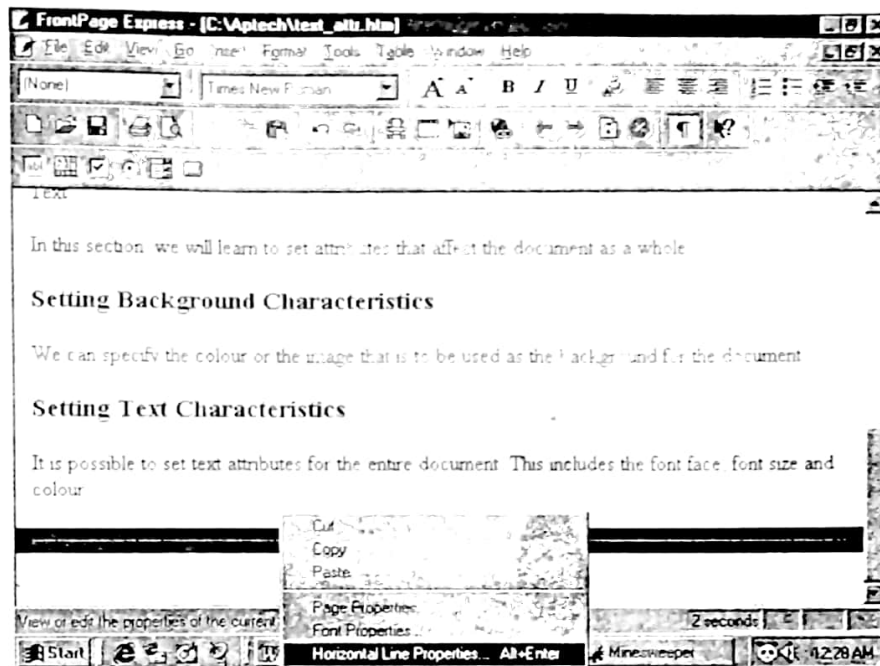 FrontPage Express - [C:\Aptech\text_attr.htm]
File Edit View Go Insert Format Tools Table Window Help
(None) Times New Roman A A B I U
Text
In this section we will learn to set attributes that affect the document as a whole
Setting Background Characteristics
We can specify the colour or the image that is to be used as the background for the document
Setting Text Characteristics
It is possible to set text attributes for the entire document This includes the font face, font size and
colour
Cut
Copy
Paste
Page Properties...
Font Properties...
Horizontal Line Properties... Alt+Enter
View or edit the properties of the current
2 seconds
Start
Minesweeper
12:28 AM